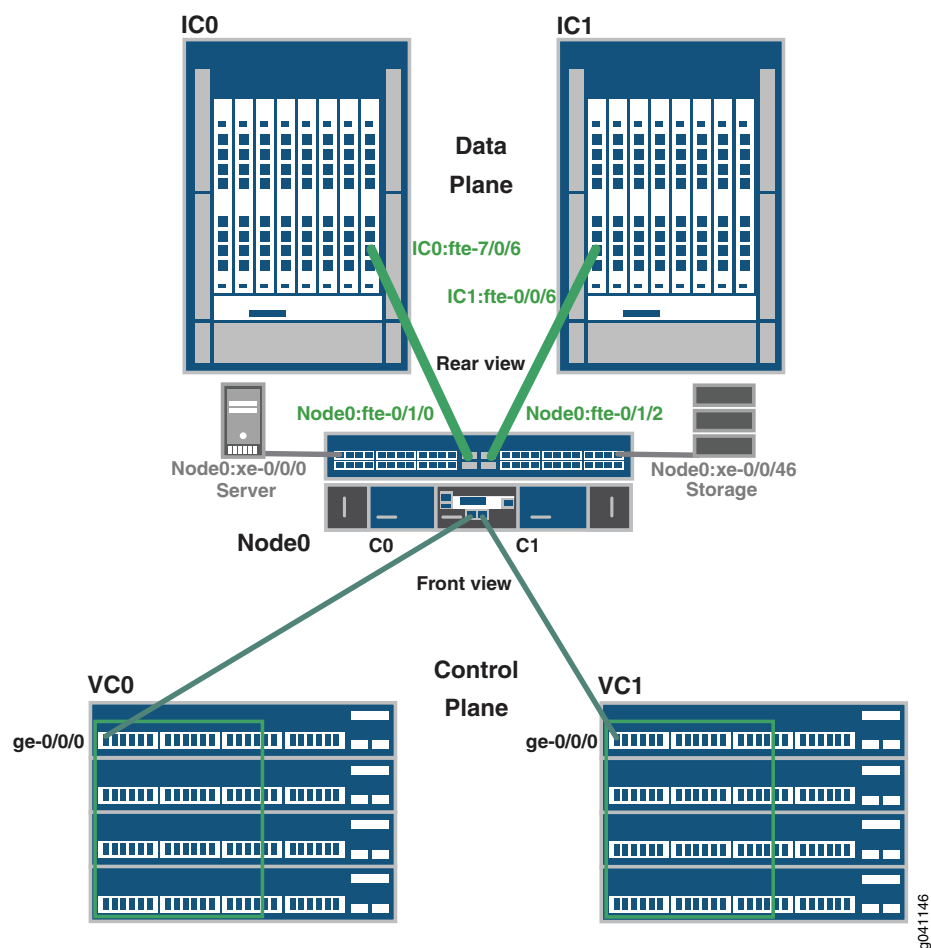 IC0
IC1
Data
Plane
IC0:fte-7/0/6
IC1:fte-0/0/6
Rear view
Node0:fte-0/1/0
Node0:fte-0/1/2
Node0:xe-0/0/0
Server
Node0:xe-0/0/46
Storage
Node0
C0
C1
Front view
Control
Plane
VC0
VC1
ge-0/0/0
ge-0/0/0
g041146